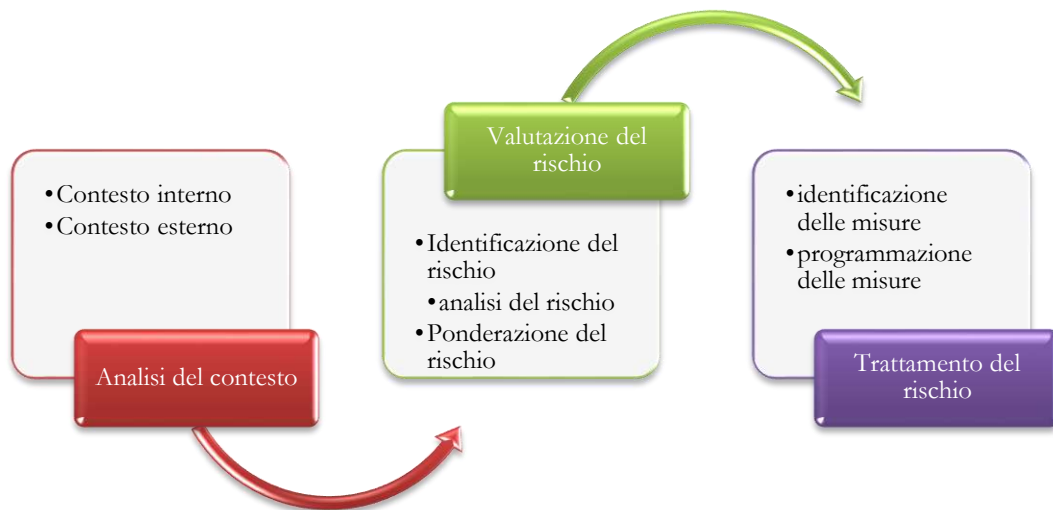 •Contesto interno
•Contesto esterno
Analisi del contesto
Valutazione del
rischio
•Identificazione del
rischio
•analisi del rischio
•Ponderazione del
rischio
•identificazione
delle misure
•programmazione
delle misure
Trattamento del
rischio